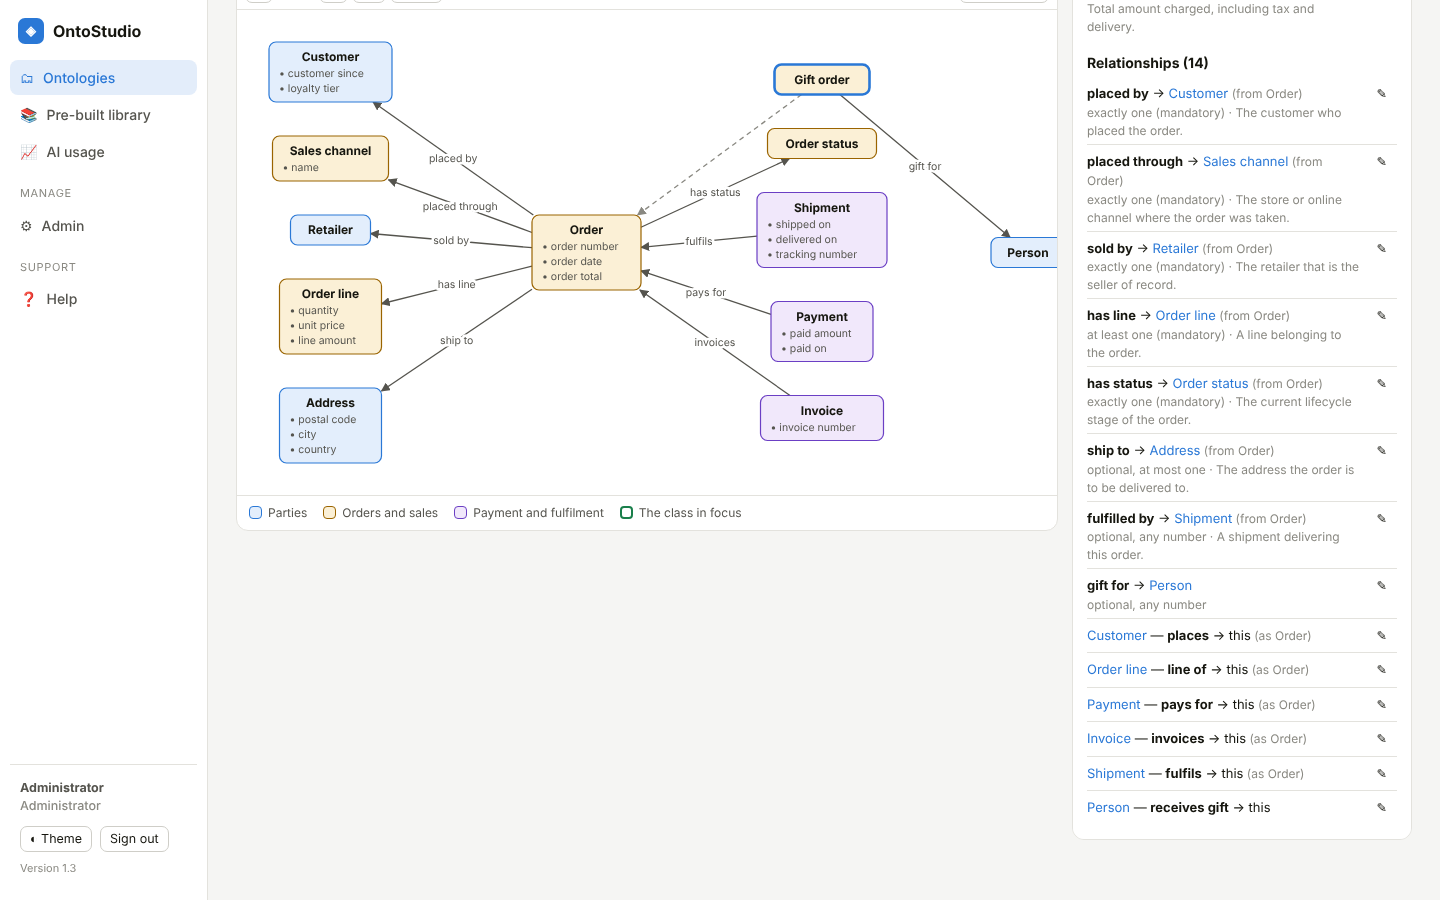 OntoStudio
Ontologies
Pre-built library
AI usage
MANAGE
Admin
SUPPORT
Help
Administrator
Administrator
Theme
Sign out
Version 1.3
Customer
• customer since
• loyalty tier
Sales channel
• name
Retailer
Order line
• quantity
• unit price
• line amount
Address
• postal code
• city
• country
placed by
placed through
sold by
has line
ship to
Order
• order number
• order date
• order total
has status
fulfils
pays for
invoices
gift for
Gift order
Order status
Shipment
• shipped on
• delivered on
• tracking number
Payment
• paid amount
• paid on
Invoice
• invoice number
Person
Parties
Orders and sales
Payment and fulfilment
The class in focus
Total amount charged, including tax and
delivery.
Relationships (14)
placed by → Customer (from Order)
exactly one (mandatory) · The customer who
placed the order.
placed through → Sales channel (from
Order)
exactly one (mandatory) · The store or online
channel where the order was taken.
sold by → Retailer (from Order)
exactly one (mandatory) · The retailer that is the
seller of record.
has line → Order line (from Order)
at least one (mandatory) · A line belonging to
the order.
has status → Order status (from Order)
exactly one (mandatory) · The current lifecycle
stage of the order.
ship to → Address (from Order)
optional, at most one · The address the order is
to be delivered to.
fulfilled by → Shipment (from Order)
optional, any number · A shipment delivering
this order.
gift for → Person
optional, any number
Customer — places → this (as Order)
Order line — line of → this (as Order)
Payment — pays for → this (as Order)
Invoice — invoices → this (as Order)
Shipment — fulfils → this (as Order)
Person — receives gift → this